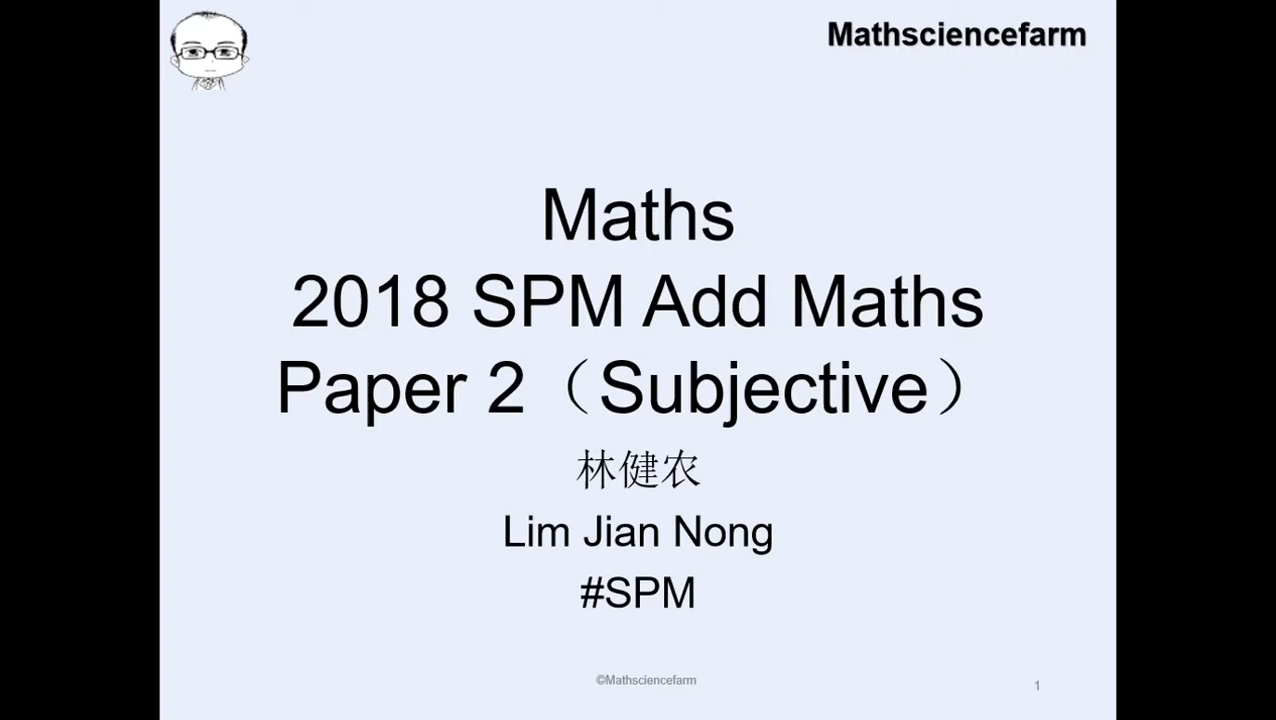 Mathsciencefarm
Maths
2018 SPM Add Maths
Paper 2（Subjective）
林健农
Lim Jian Nong
#SPM
©Mathsciencefarm
1